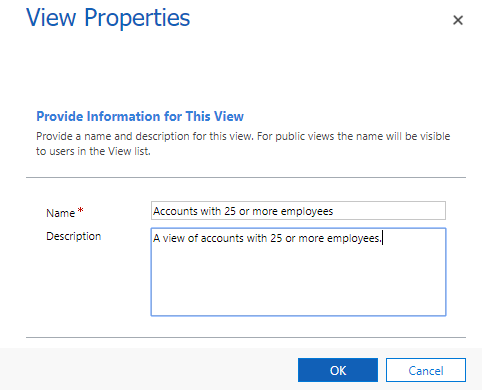 View Properties
Provide Information for This View
Provide a name and description for this view. For public views the name will be visible
to users in the View list.
Name *
Accounts with 25 or more employees
Description
A view of accounts with 25 or more employees.
OK
Cancel